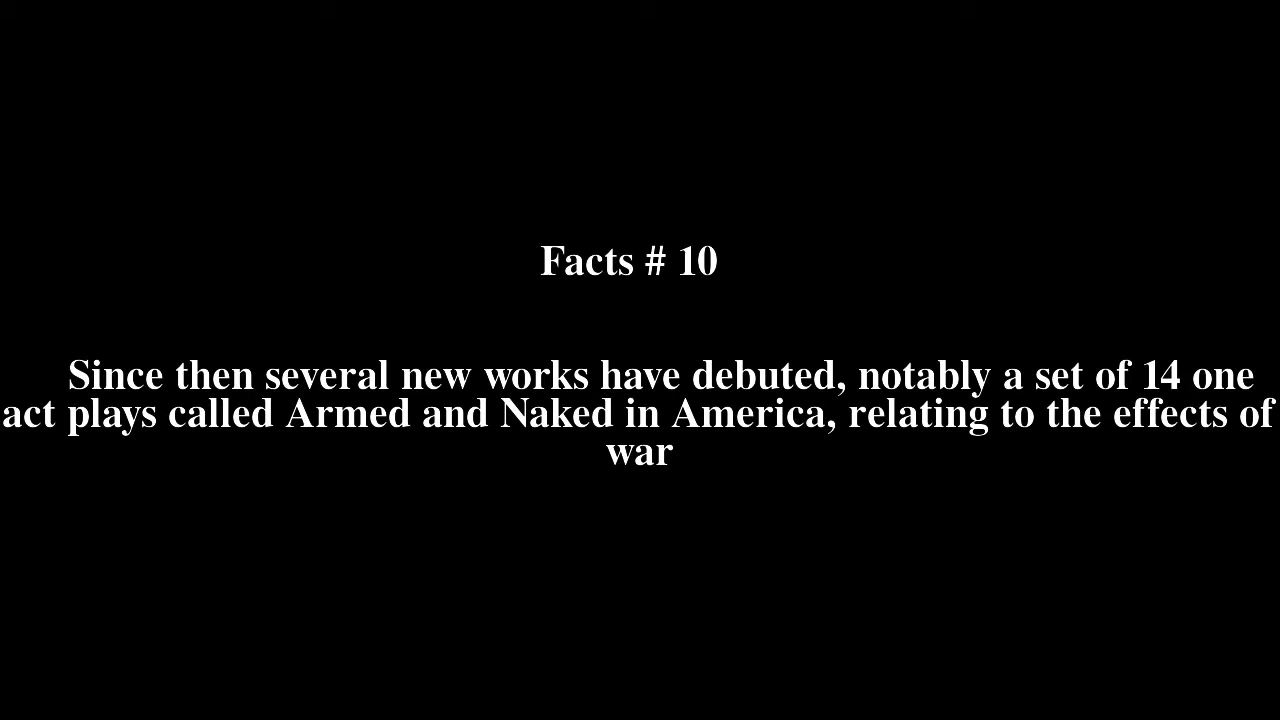 Facts # 10
Since then several new works have debuted, notably a set of 14 one
act plays called Armed and Naked in America, relating to the effects of
war